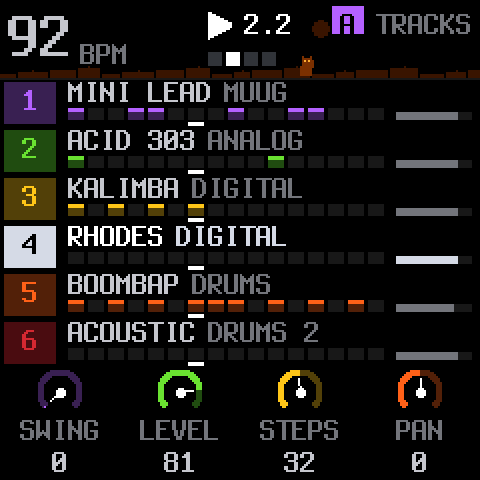 92 BPM 2.2 A TRACKS
1 MINI LEAD MUUG
2 ACID 303 ANALOG
3 KALIMBA DIGITAL
4 RHODES DIGITAL
5 BOOMBAP DRUMS
6 ACOUSTIC DRUMS 2
SWING LEVEL STEPS PAN
0 81 32 0